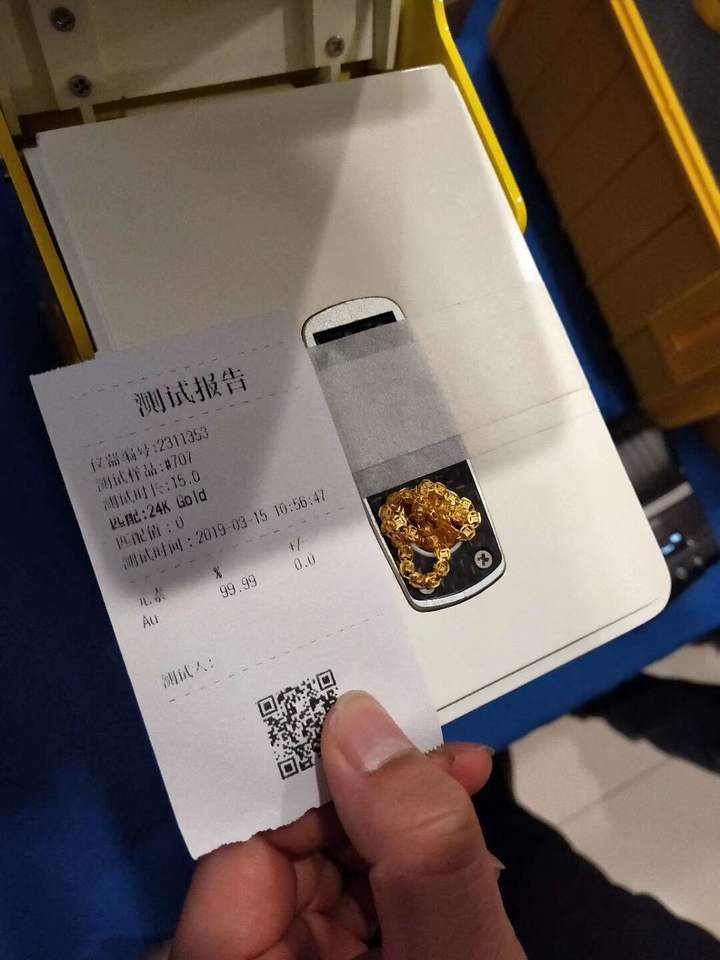 测试报告
仪器编号:2311353
测试样品:#707
测试时长:15.0
匹配:24K Gold
匹配值: 0
测试时间: 2019-03-15 10:56:47
元素 % +/-
Au 99.99 0.0
测试人: